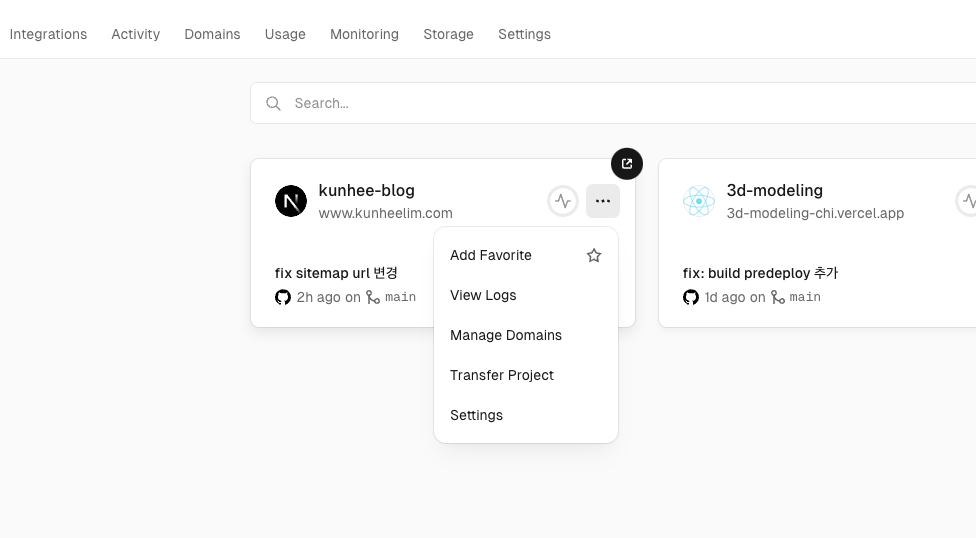 Integrations Activity Domains Usage Monitoring Storage Settings
Search...
kunhee-blog
www.kunheelim.com
fix sitemap url 변경
2h ago on main
Add Favorite
View Logs
Manage Domains
Transfer Project
Settings
3d-modeling
3d-modeling-chi.vercel.app
fix: build predeploy 추가
1d ago on main